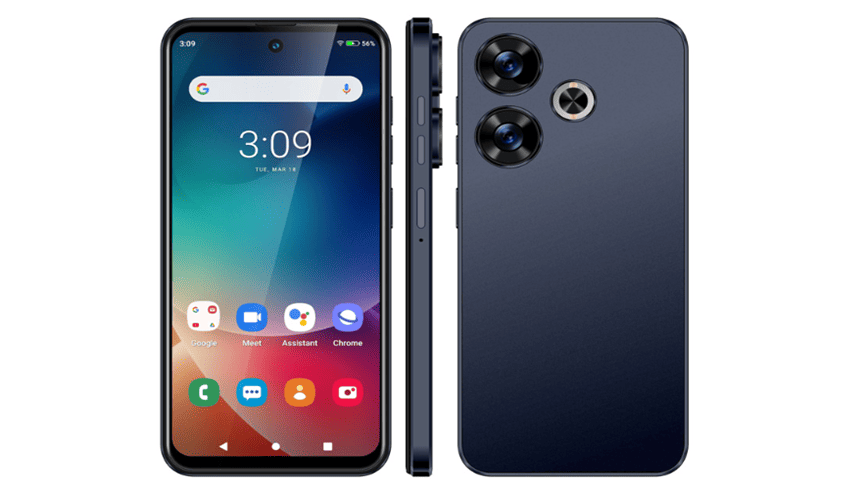 3:09
56%
3:09
TUE, MAR 18
Google
Meet
Assistant
Chrome